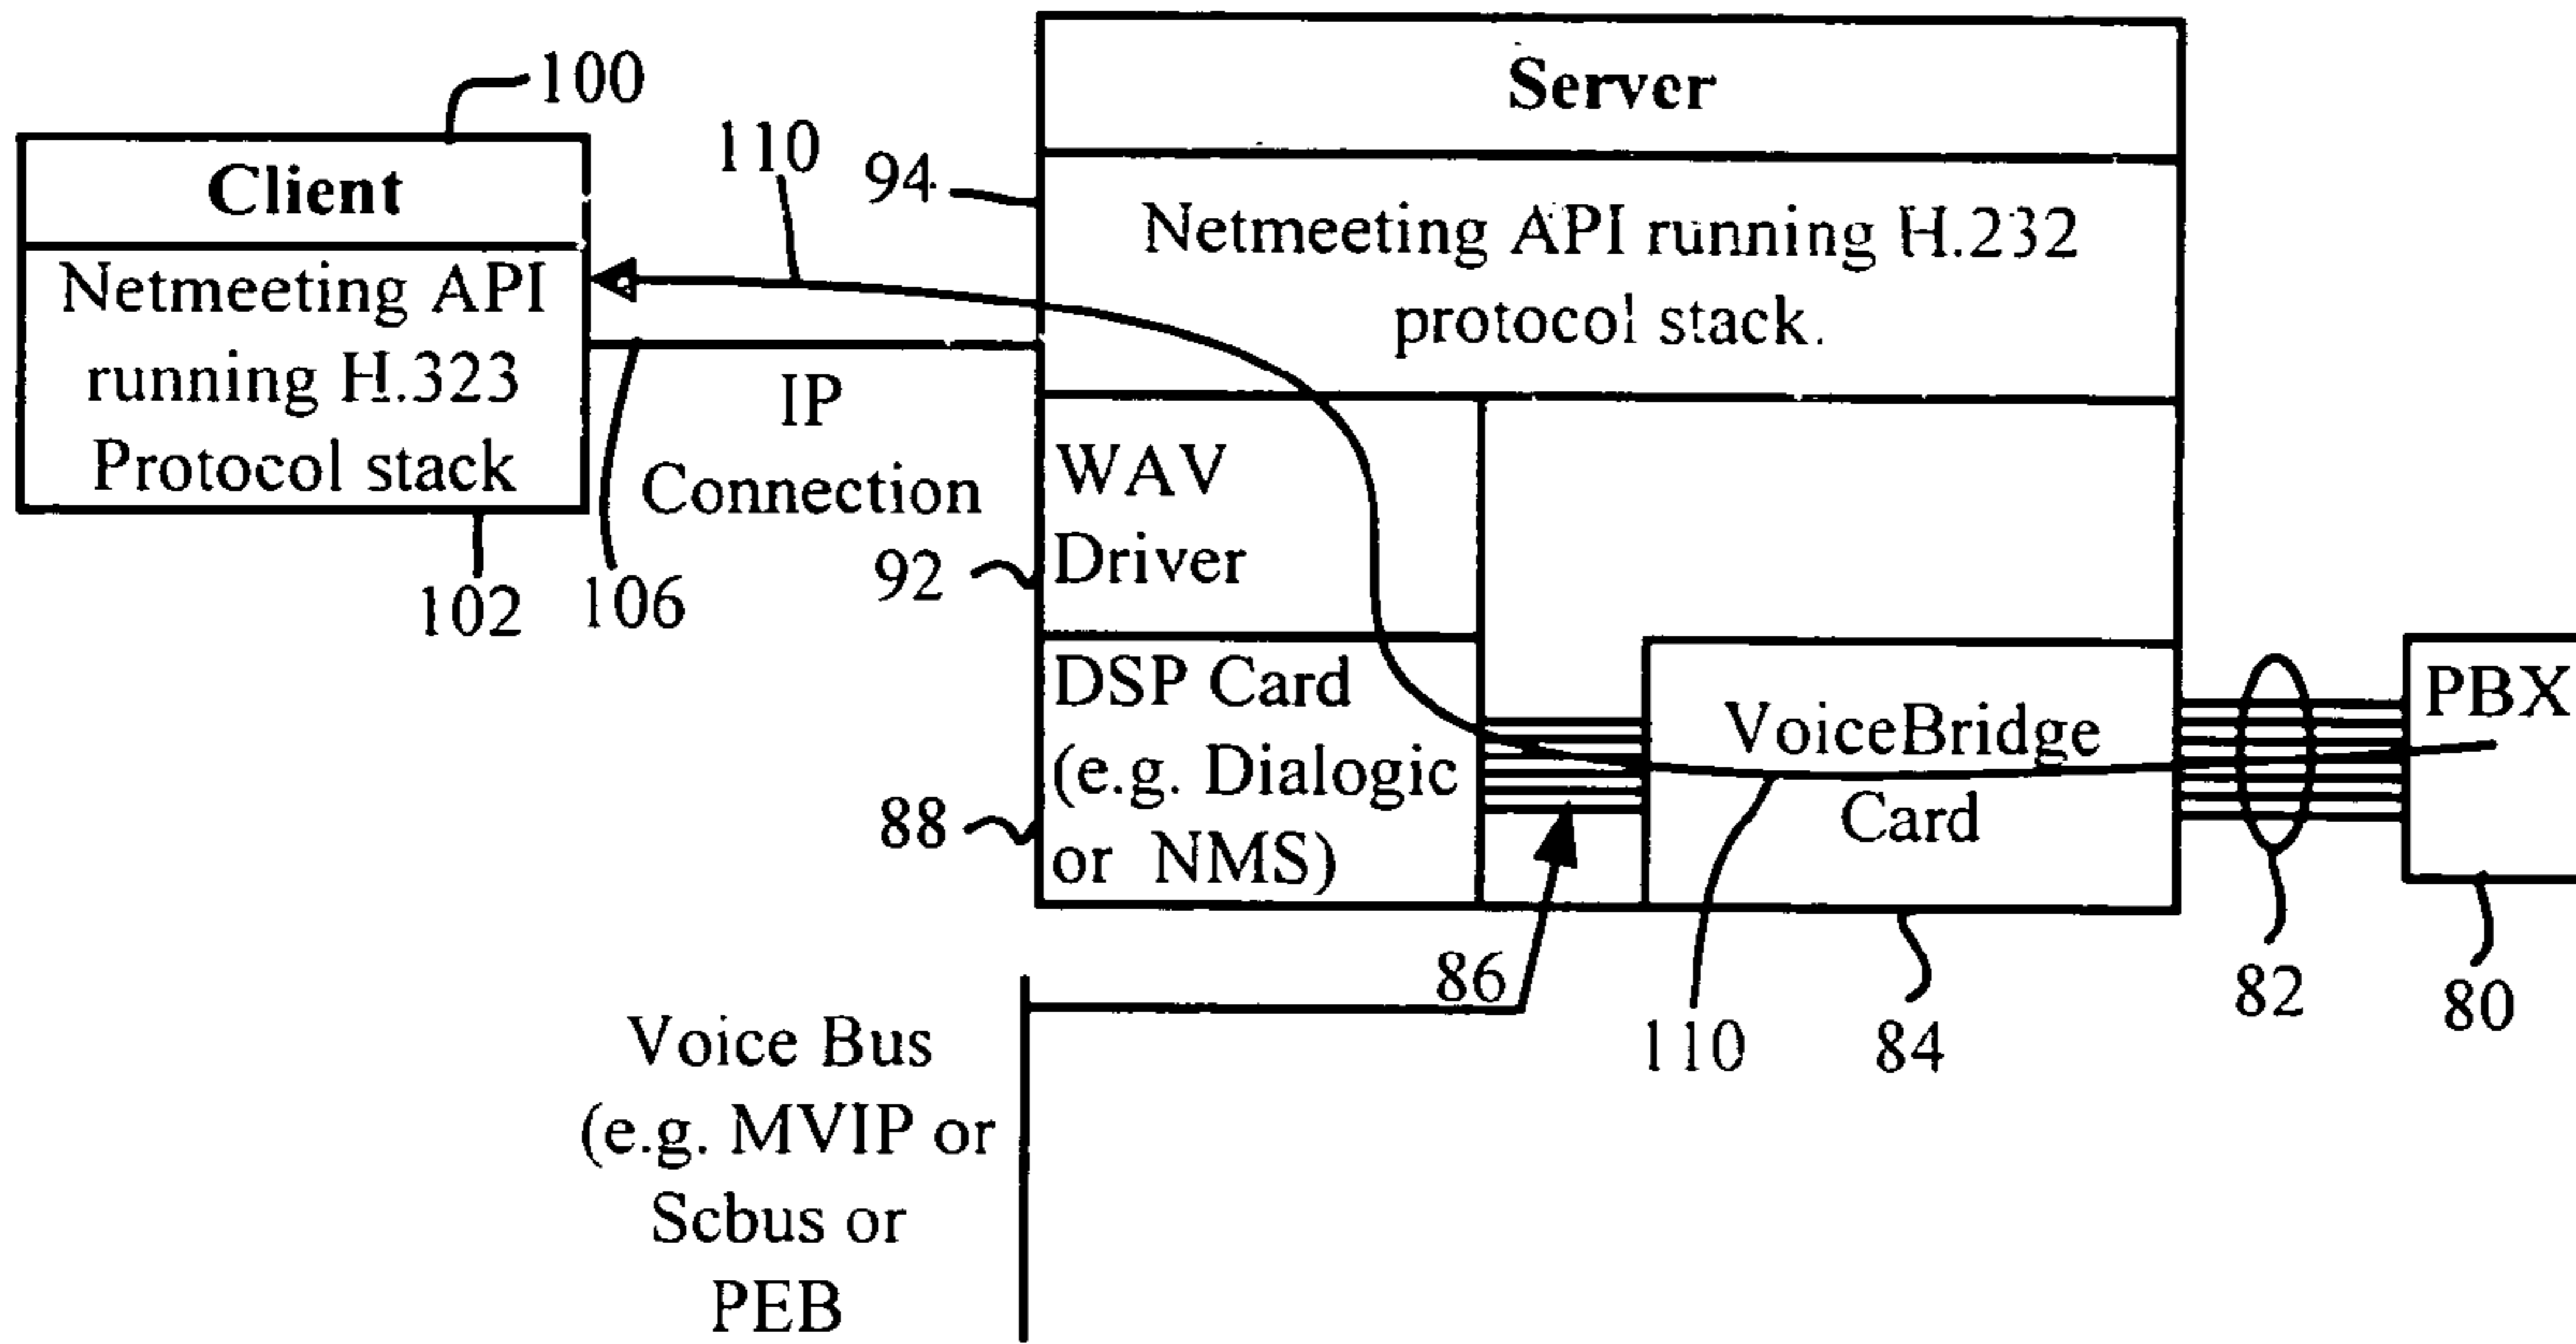 100
Client
Netmeeting API
running H.323
Protocol stack
102
110
106
IP
Connection
94
Server
Netmeeting API running H.232
protocol stack.
92
WAV
Driver
88
DSP Card
(e.g. Dialogic
or NMS)
VoiceBridge
Card
PBX
86
110
84
82
80
Voice Bus
(e.g. MVIP or
Scbus or
PEB